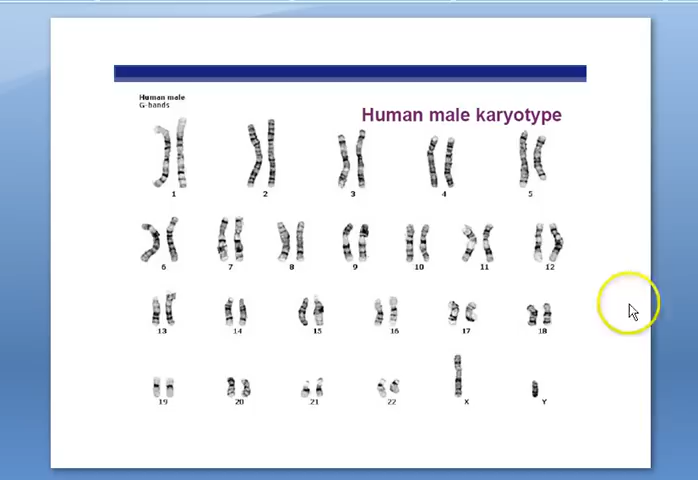 Human male
G-bands
Human male karyotype
1 2 3 4 5
6 7 8 9 10 11 12
13 14 15 16 17 18
19 20 21 22 X Y